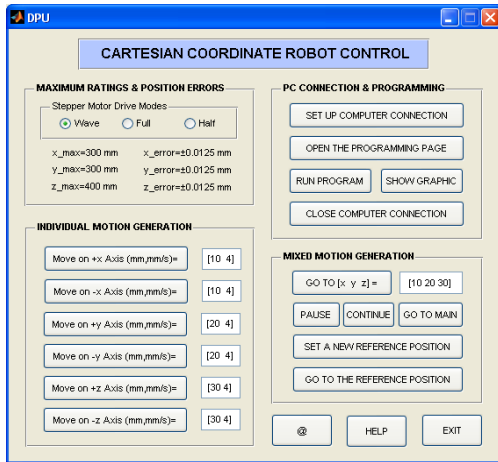 DPU
CARTESIAN COORDINATE ROBOT CONTROL
MAXIMUM RATINGS & POSITION ERRORS
Stepper Motor Drive Modes
Wave Full Half
x_max=300 mm x_error=±0.0125 mm
y_max=300 mm y_error=±0.0125 mm
z_max=400 mm z_error=±0.0125 mm
INDIVIDUAL MOTION GENERATION
Move on +x Axis (mm,mm/s)= [10 4]
Move on -x Axis (mm,mm/s)= [10 4]
Move on +y Axis (mm,mm/s)= [20 4]
Move on -y Axis (mm,mm/s)= [20 4]
Move on +z Axis (mm,mm/s)= [30 4]
Move on -z Axis (mm,mm/s)= [30 4]
PC CONNECTION & PROGRAMMING
SET UP COMPUTER CONNECTION
OPEN THE PROGRAMMING PAGE
RUN PROGRAM SHOW GRAPHIC
CLOSE COMPUTER CONNECTION
MIXED MOTION GENERATION
GO TO [x y z] = [10 20 30]
PAUSE CONTINUE GO TO MAIN
SET A NEW REFERENCE POSITION
GO TO THE REFERENCE POSITION
@ HELP EXIT